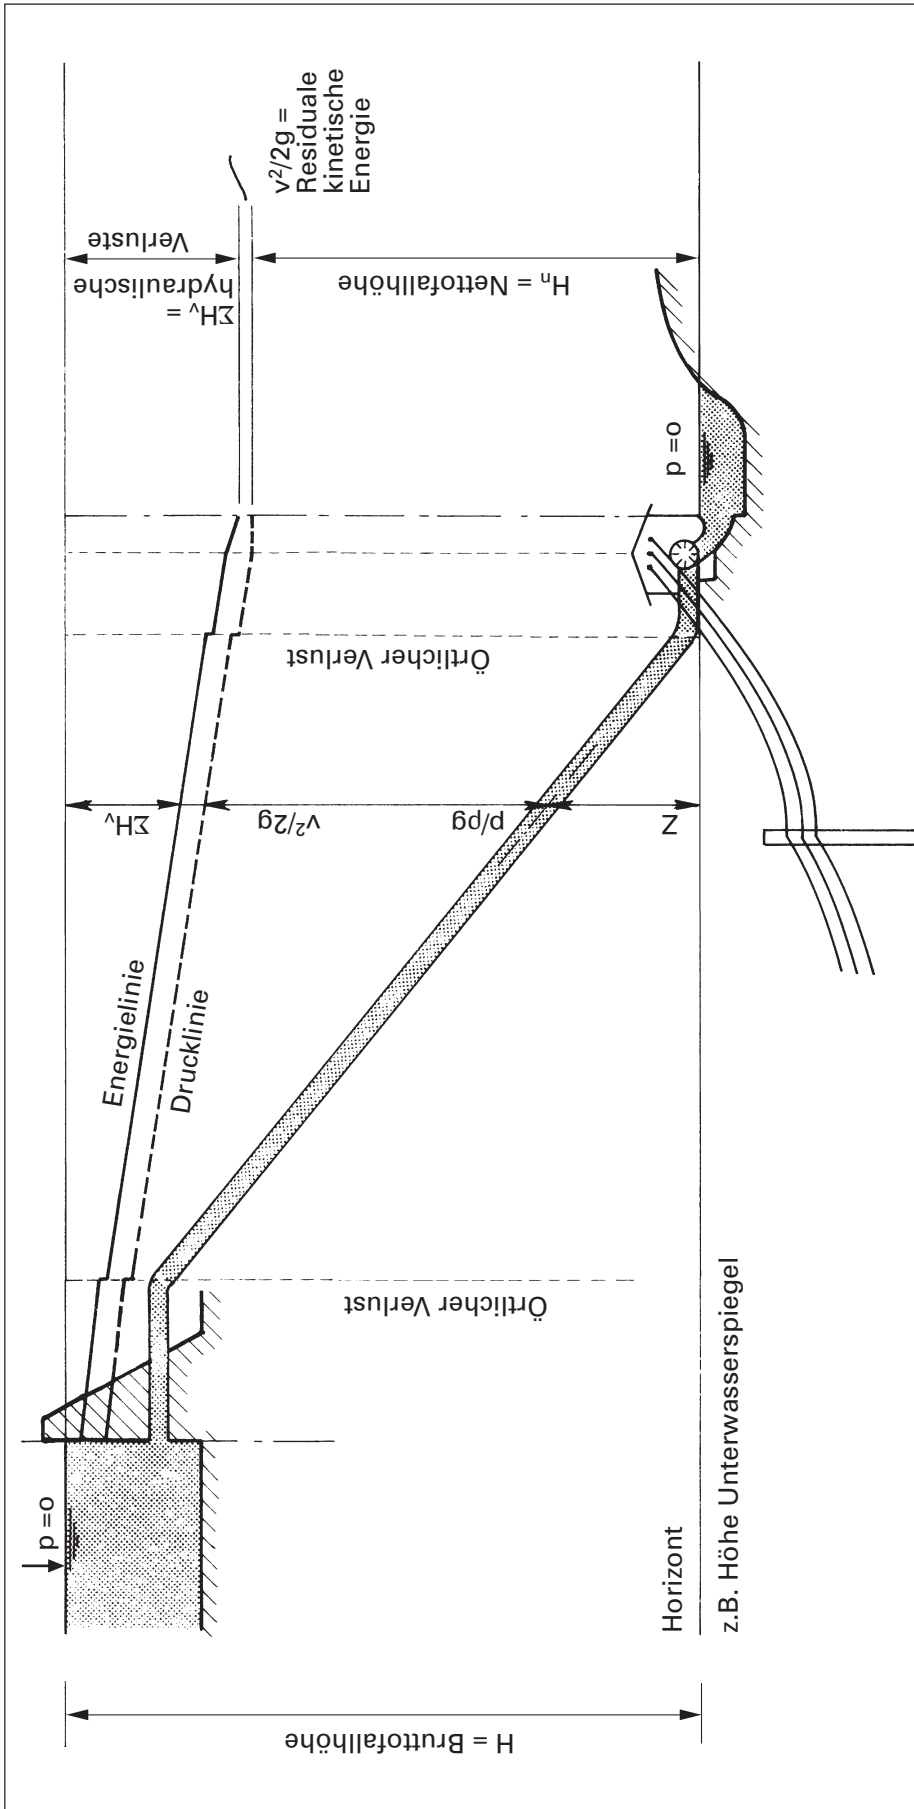 p =o
H = Bruttofallhöhe
Horizont
z.B. Höhe Unterwasserspiegel
Örtlicher Verlust
Energielinie
Drucklinie
ΣHᵥ
v²/2g
p/ρg
Z
Örtlicher Verlust
p =o
ΣHᵥ =
hydraulische
Verluste
Hₙ = Nettofallhöhe
v²/2g =
Residuale
kinetische
Energie